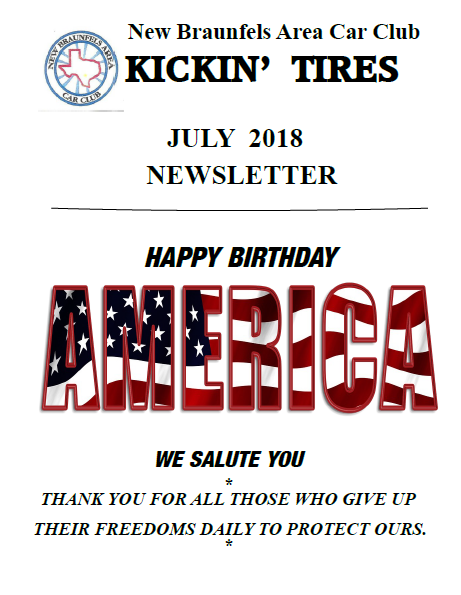 New Braunfels Area Car Club
NEW BRAUNFELS AREA
CAR CLUB
KICKIN' TIRES
JULY 2018
NEWSLETTER
HAPPY BIRTHDAY
AMERICA
WE SALUTE YOU
*
THANK YOU FOR ALL THOSE WHO GIVE UP
THEIR FREEDOMS DAILY TO PROTECT OURS.
*